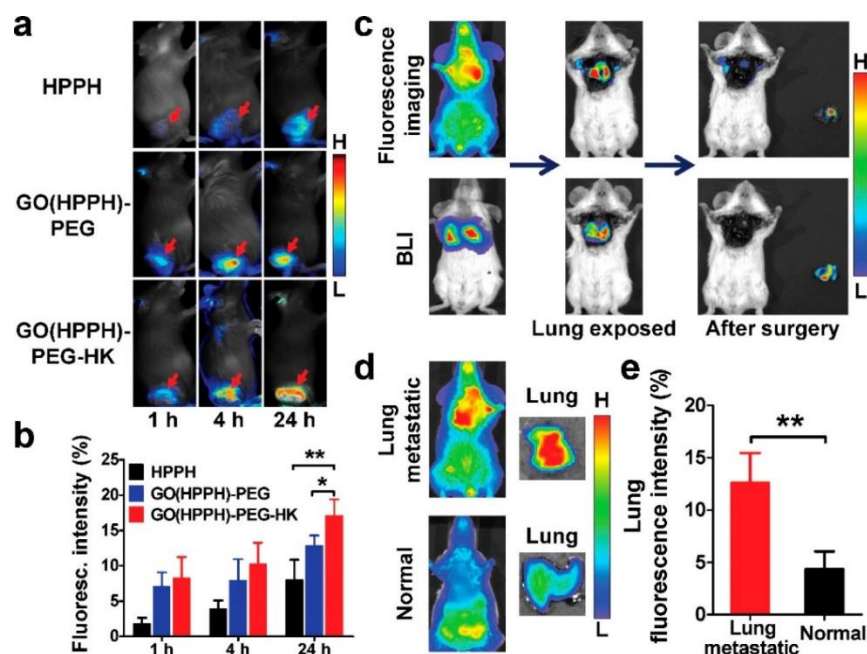 a
HPPH
GO(HPPH)-
PEG
GO(HPPH)-
PEG-HK
1 h 4 h 24 h
H
L
b
Fluoresc. intensity (%)
20
15
10
5
0
HPPH
GO(HPPH)-PEG
GO(HPPH)-PEG-HK
**
*
1 h 4 h 24 h
c
Fluorescence
imaging
BLI
Lung exposed After surgery
H
L
d
Lung
metastatic
Normal
Lung
Lung
H
L
e
Lung
fluorescence intensity (%)
20
15
10
5
0
**
Lung
metastatic
Normal